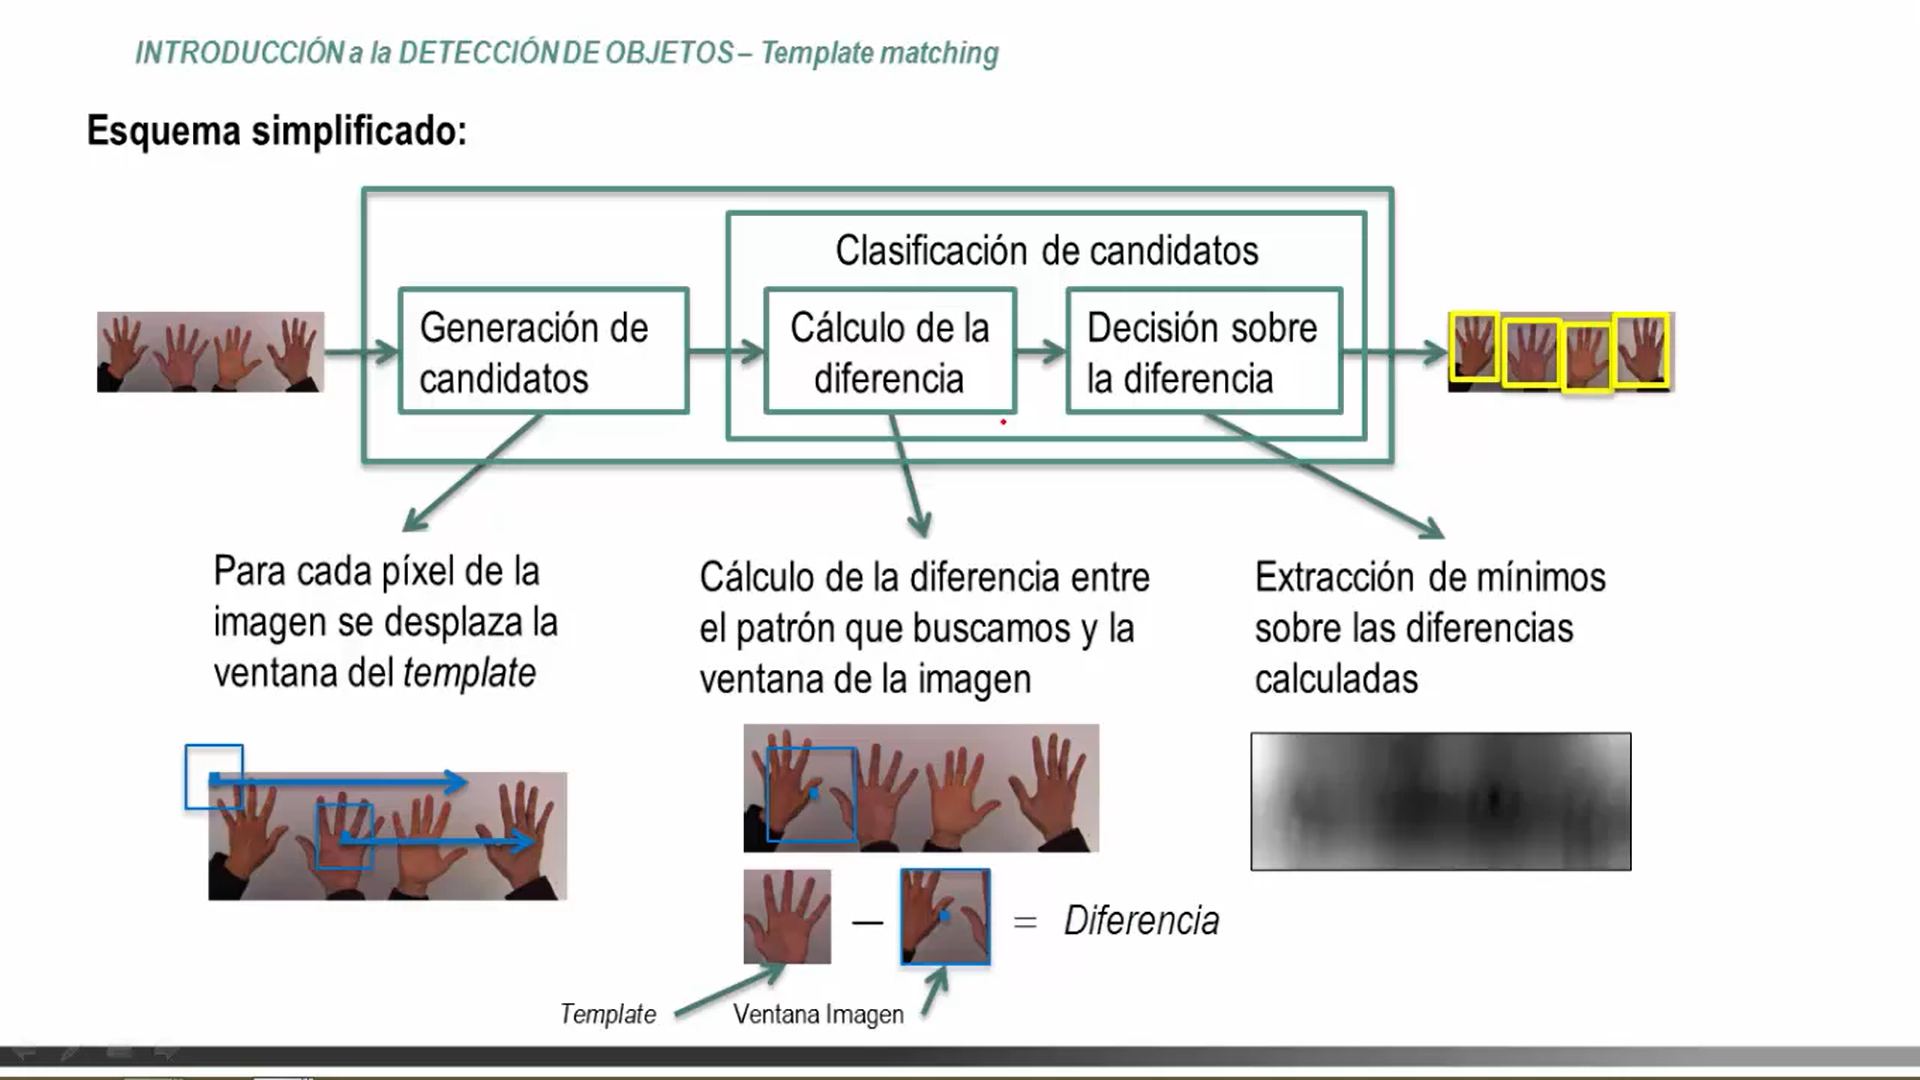 INTRODUCCIÓN a la DETECCIÓN DE OBJETOS – Template matching
Esquema simplificado:
Clasificación de candidatos
Generación de
candidatos
Cálculo de la
diferencia
Decisión sobre
la diferencia
Para cada píxel de la
imagen se desplaza la
ventana del template
Cálculo de la diferencia entre
el patrón que buscamos y la
ventana de la imagen
Extracción de mínimos
sobre las diferencias
calculadas
— = Diferencia
Template
Ventana Imagen